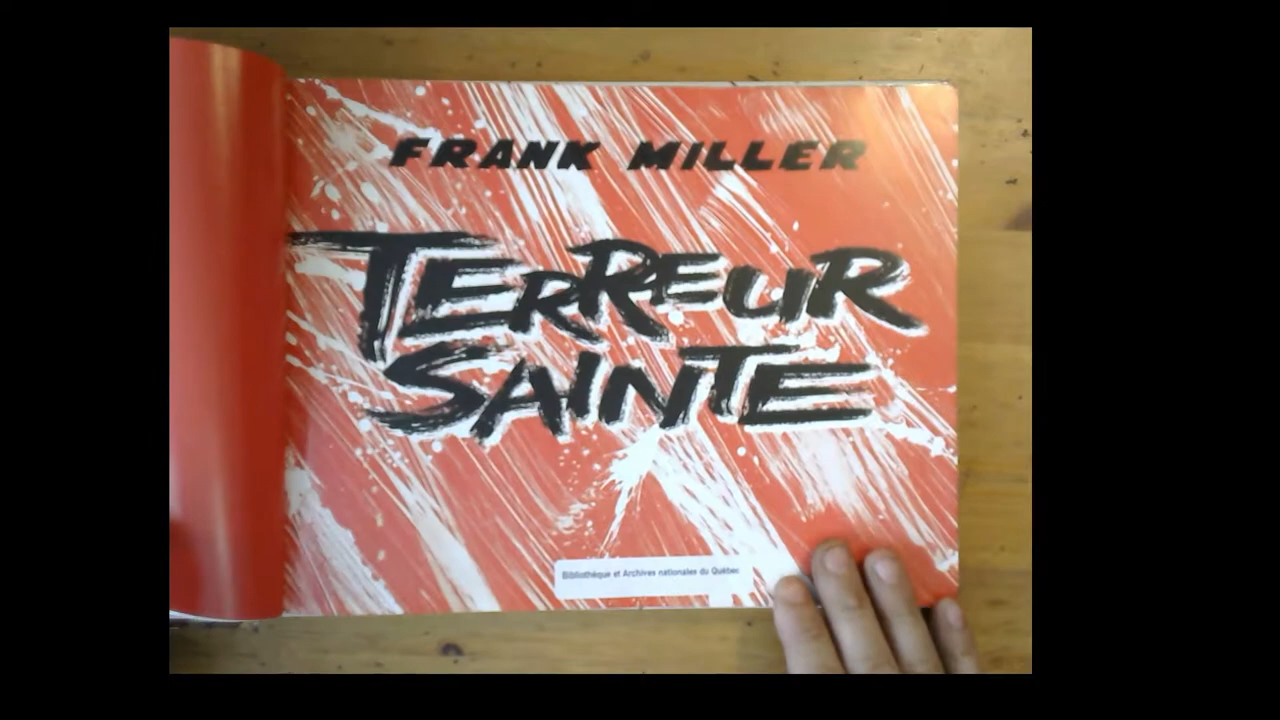 FRANK MILLER
TERREUR
SAINTE
Bibliothèque et Archives nationales du Québec